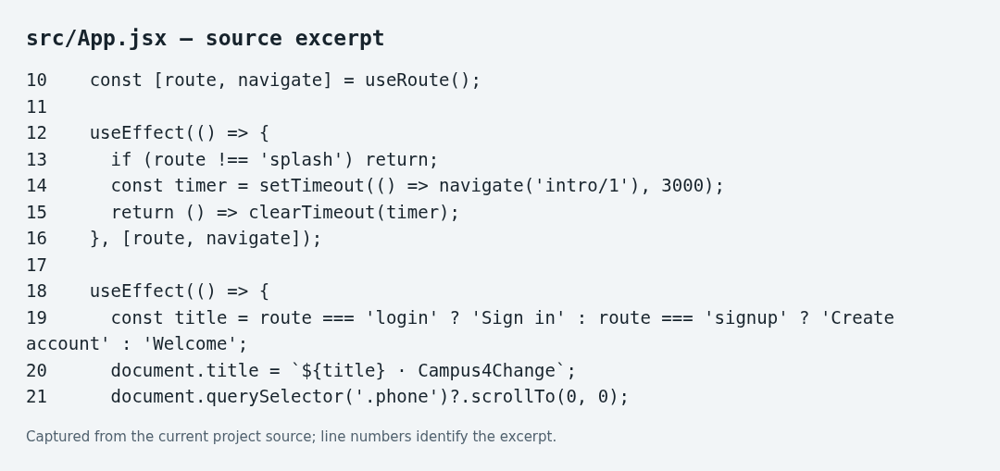 src/App.jsx — source excerpt
10    const [route, navigate] = useRoute();
11
12    useEffect(() => {
13      if (route !== 'splash') return;
14      const timer = setTimeout(() => navigate('intro/1'), 3000);
15      return () => clearTimeout(timer);
16    }, [route, navigate]);
17
18    useEffect(() => {
19      const title = route === 'login' ? 'Sign in' : route === 'signup' ? 'Create
account' : 'Welcome';
20      document.title = `${title} · Campus4Change`;
21      document.querySelector('.phone')?.scrollTo(0, 0);
Captured from the current project source; line numbers identify the excerpt.